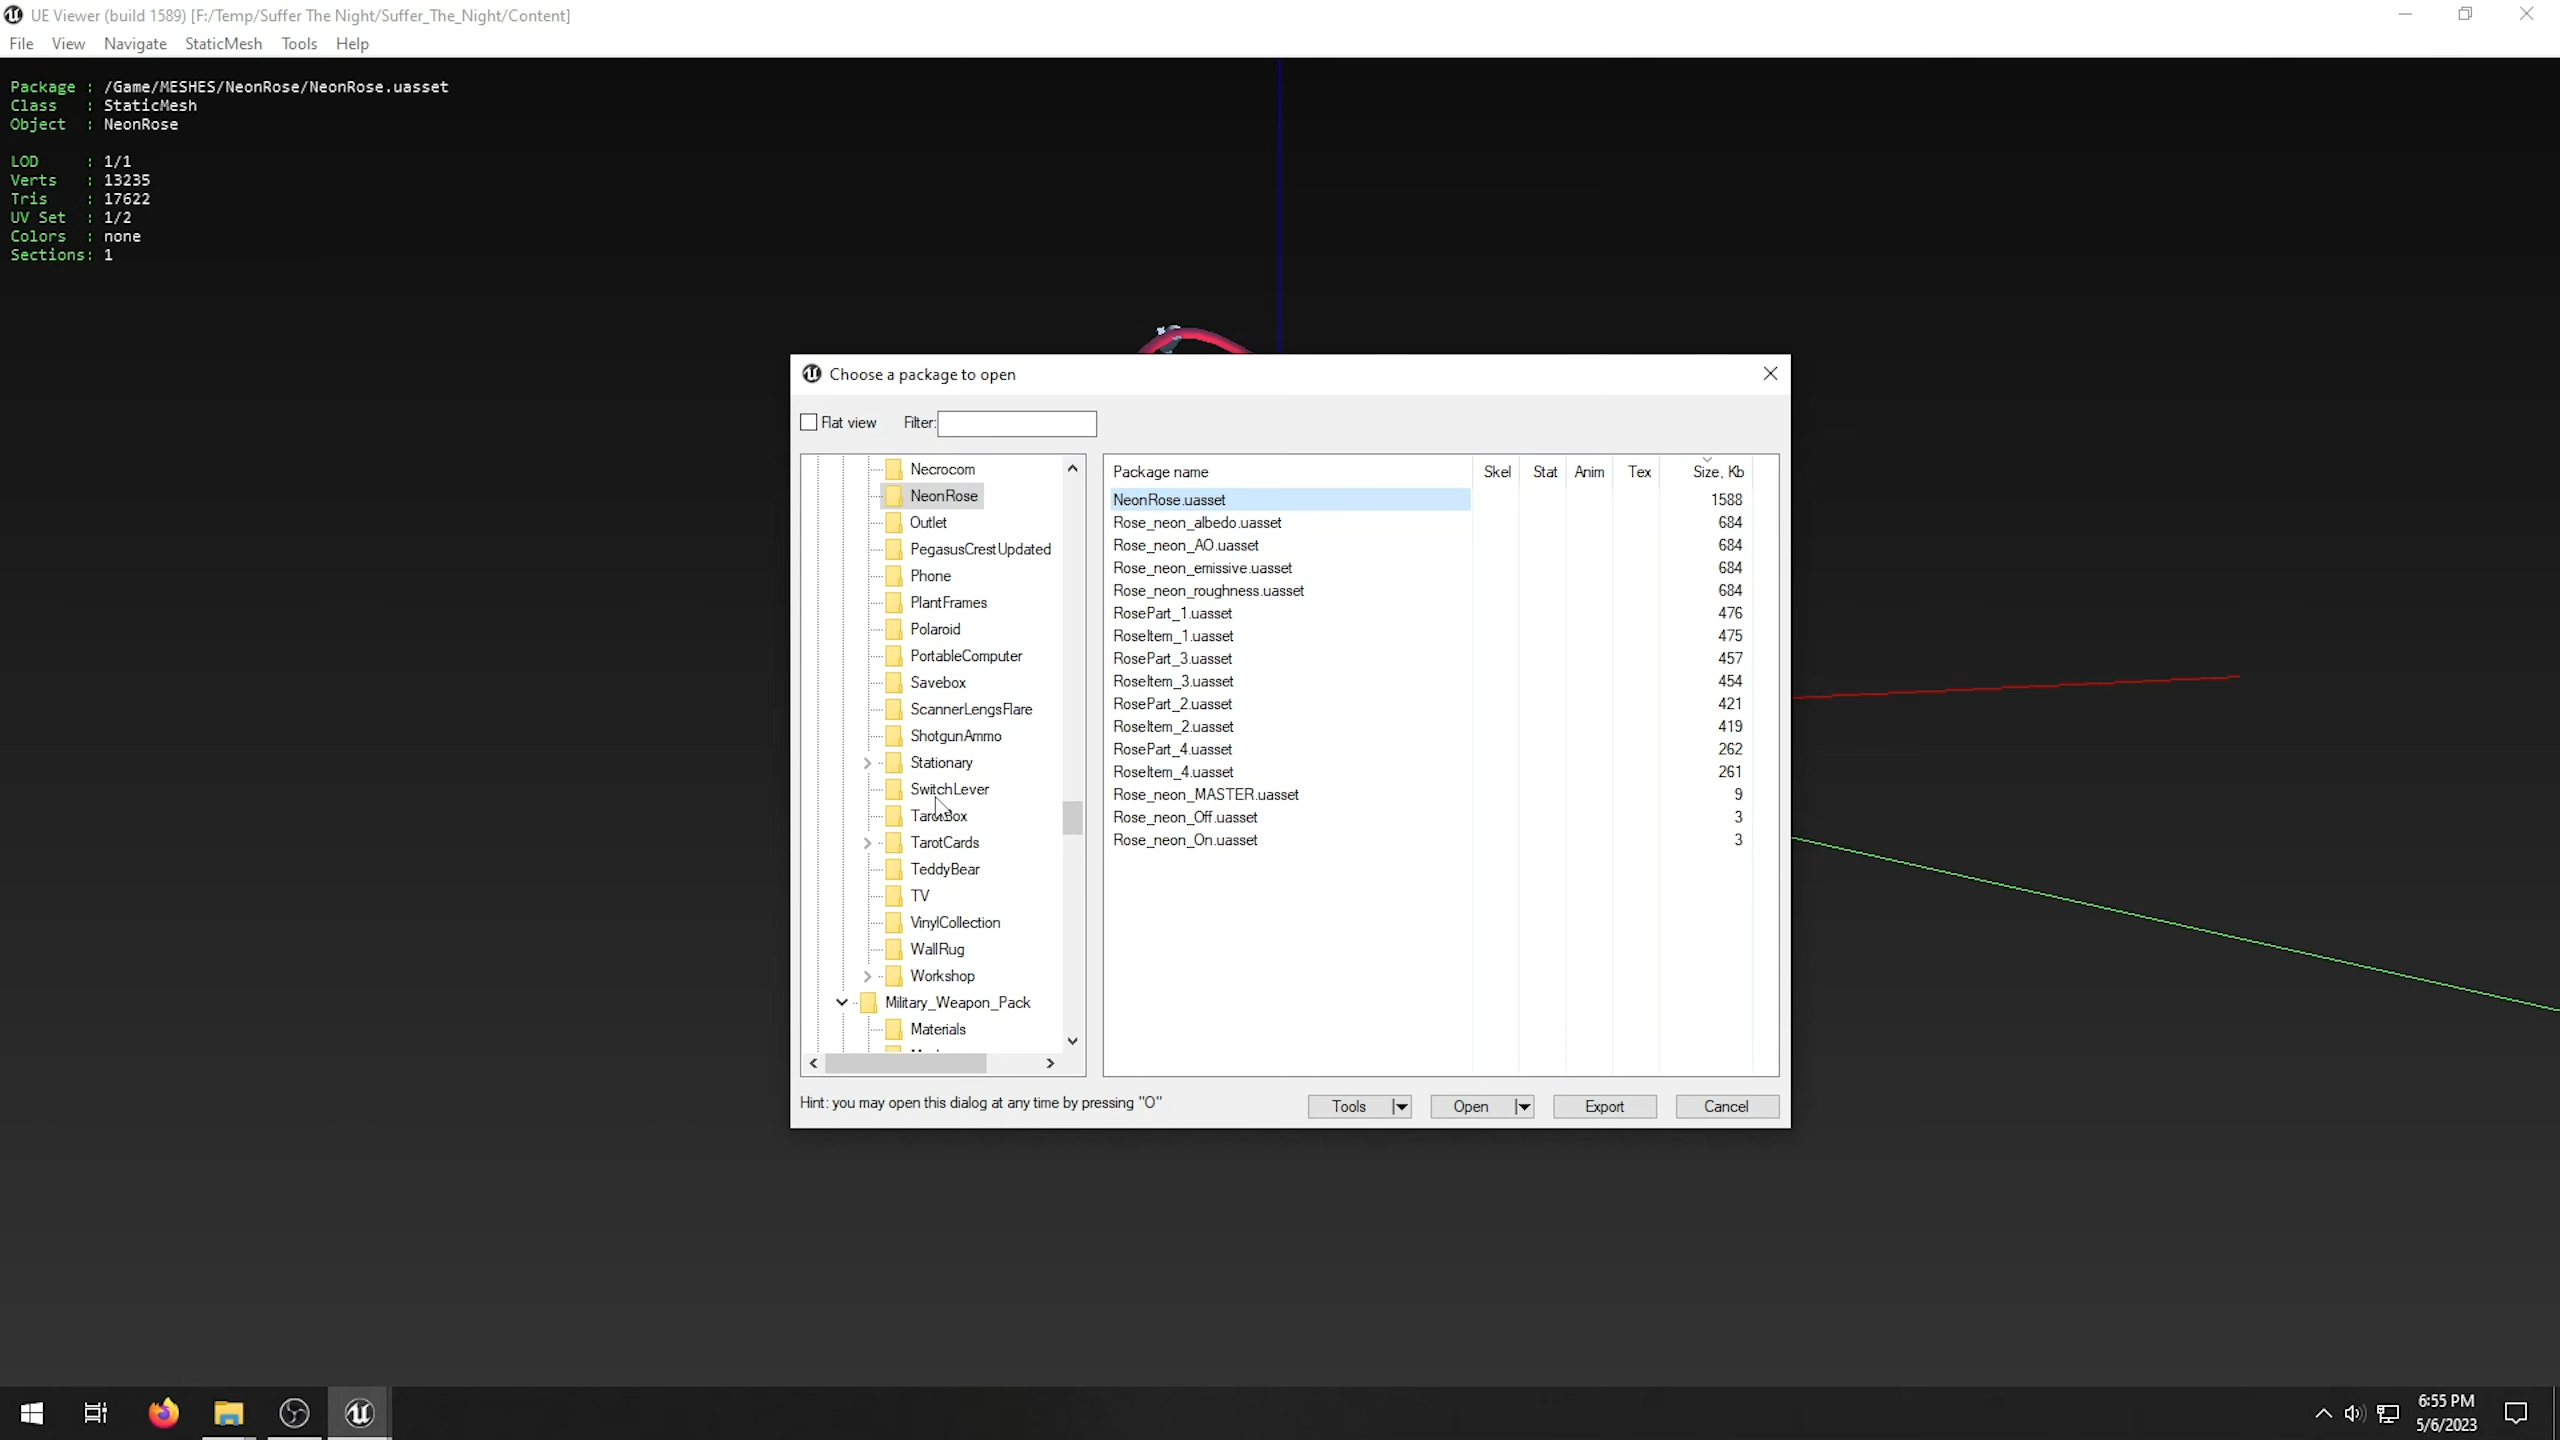 UE Viewer (build 1589) [F:/Temp/Suffer The Night/Suffer_The_Night/Content]
File View Navigate StaticMesh Tools Help
Package : /Game/MESHES/NeonRose/NeonRose.uasset
Class : StaticMesh
Object : NeonRose
LOD : 1/1
Verts : 13235
Tris : 17622
UV Set : 1/2
Colors : none
Sections: 1
Choose a package to open
Flat view Filter:
Necrocom
NeonRose
Outlet
PegasusCrestUpdated
Phone
PlantFrames
Polaroid
PortableComputer
Savebox
ScannerLengsFlare
ShotgunAmmo
Stationary
SwitchLever
TarotBox
TarotCards
TeddyBear
TV
VinylCollection
WallRug
Workshop
Military_Weapon_Pack
Materials
Package name Skel Stat Anim Tex Size, Kb
NeonRose.uasset 1588
Rose_neon_albedo.uasset 684
Rose_neon_AO.uasset 684
Rose_neon_emissive.uasset 684
Rose_neon_roughness.uasset 684
RosePart_1.uasset 476
RoseItem_1.uasset 475
RosePart_3.uasset 457
RoseItem_3.uasset 454
RosePart_2.uasset 421
RoseItem_2.uasset 419
RosePart_4.uasset 262
RoseItem_4.uasset 261
Rose_neon_MASTER.uasset 9
Rose_neon_Off.uasset 3
Rose_neon_On.uasset 3
Hint: you may open this dialog at any time by pressing "O"
Tools Open Export Cancel
6:55 PM
5/6/2023